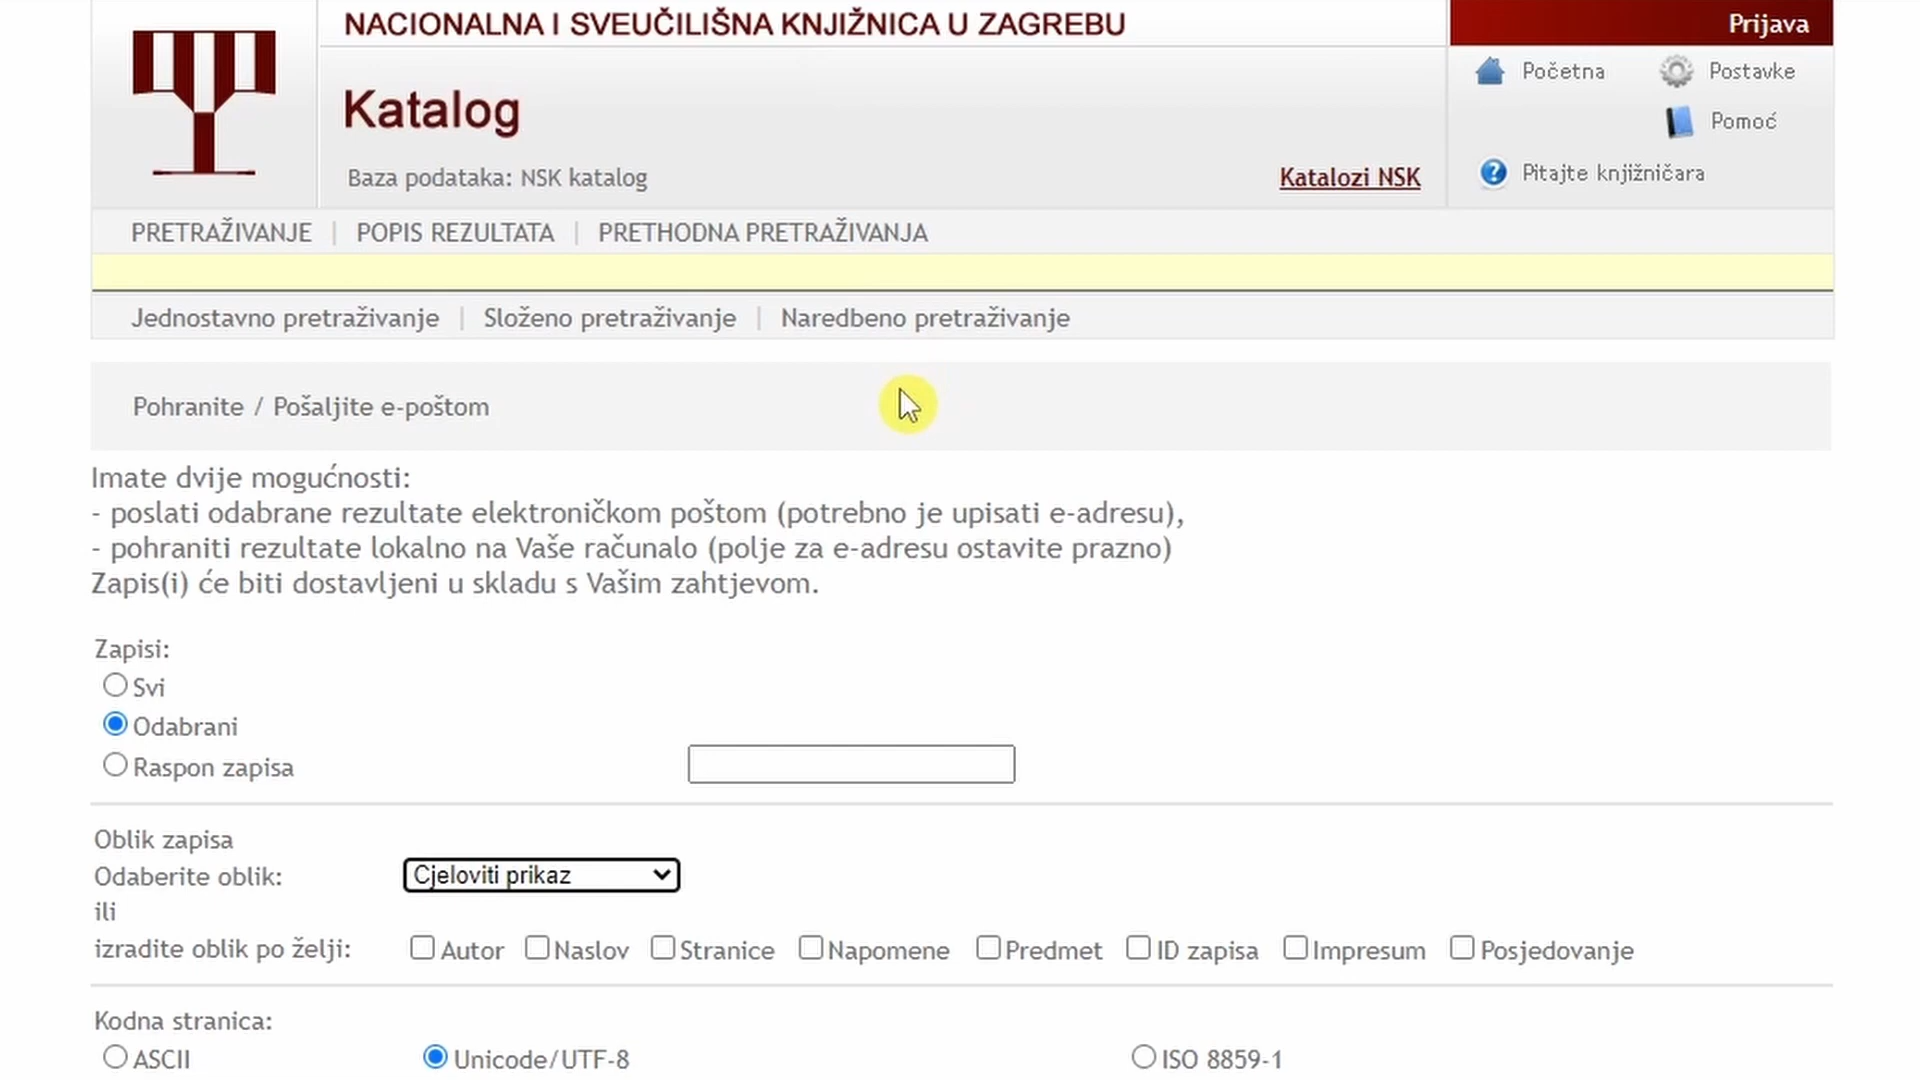 NACIONALNA I SVEUČILIŠNA KNJIŽNICA U ZAGREBU
Prijava
Katalog
Početna
Postavke
Pomoć
Baza podataka: NSK katalog
Katalozi NSK
Pitajte knjižničara
PRETRAŽIVANJE | POPIS REZULTATA | PRETHODNA PRETRAŽIVANJA
Jednostavno pretraživanje | Složeno pretraživanje | Naredbeno pretraživanje
Pohranite / Pošaljite e-poštom
Imate dvije mogućnosti:
- poslati odabrane rezultate elektroničkom poštom (potrebno je upisati e-adresu),
- pohraniti rezultate lokalno na Vaše računalo (polje za e-adresu ostavite prazno)
Zapis(i) će biti dostavljeni u skladu s Vašim zahtjevom.
Zapisi:
Svi
Odabrani
Raspon zapisa
Oblik zapisa
Odaberite oblik: Cjeloviti prikaz
ili
izradite oblik po želji: Autor Naslov Stranice Napomene Predmet ID zapisa Impresum Posjedovanje
Kodna stranica:
ASCII Unicode/UTF-8 ISO 8859-1